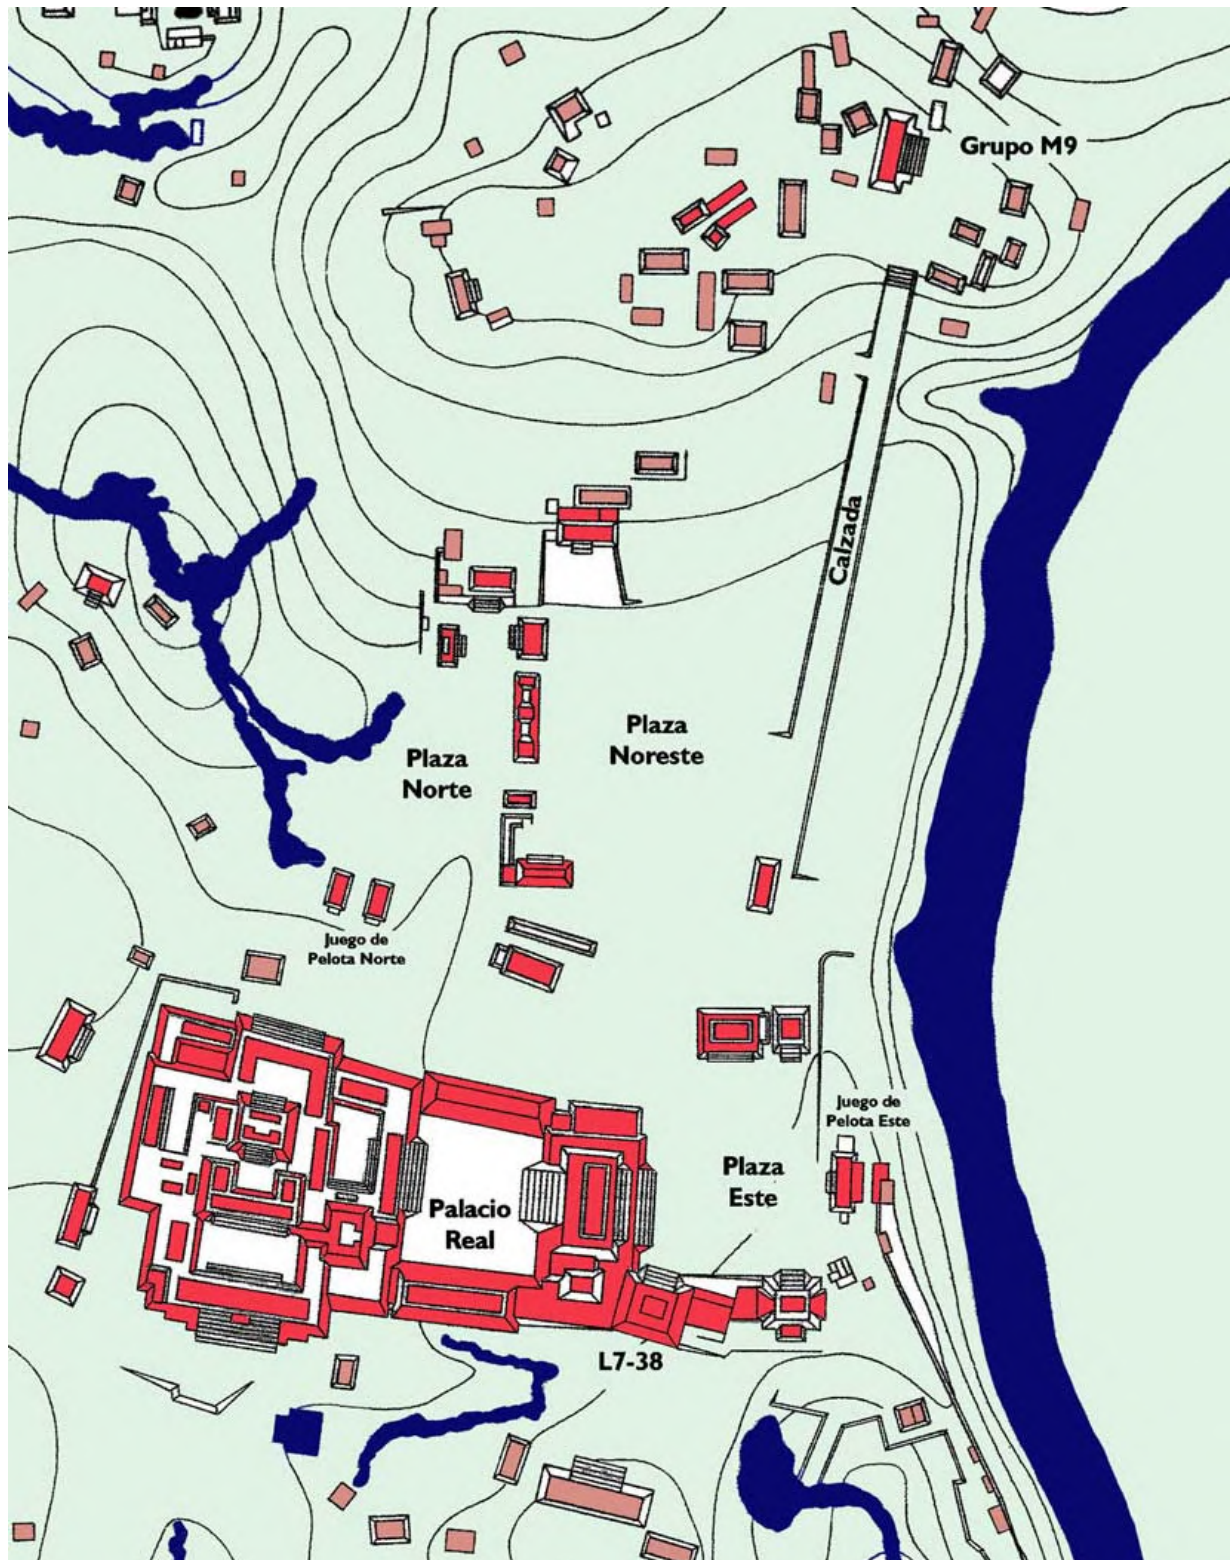 Grupo M9
Calzada
Plaza
Noreste
Plaza
Norte
Juego de
Pelota Norte
Juego de
Pelota Este
Plaza
Este
Palacio
Real
L7-38